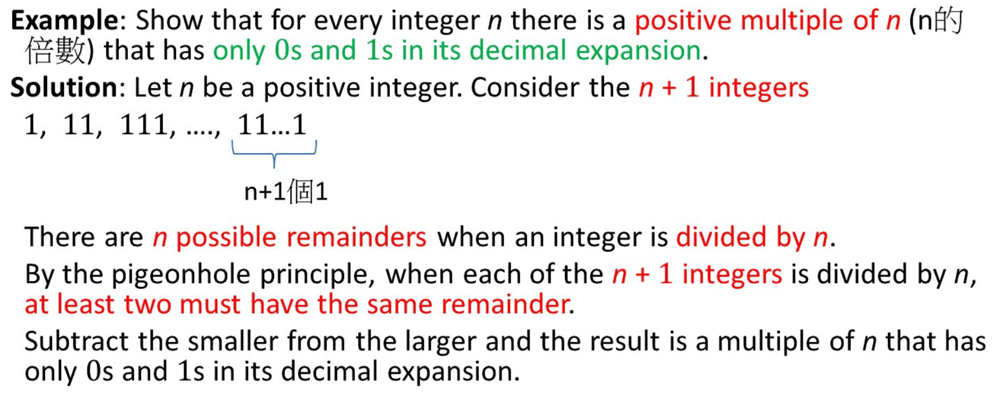 Example: Show that for every integer n there is a positive multiple of n (n的
倍數) that has only 0s and 1s in its decimal expansion.
Solution: Let n be a positive integer. Consider the n + 1 integers
1, 11, 111, ...., 11...1
n+1個1
There are n possible remainders when an integer is divided by n.
By the pigeonhole principle, when each of the n + 1 integers is divided by n,
at least two must have the same remainder.
Subtract the smaller from the larger and the result is a multiple of n that has
only 0s and 1s in its decimal expansion.